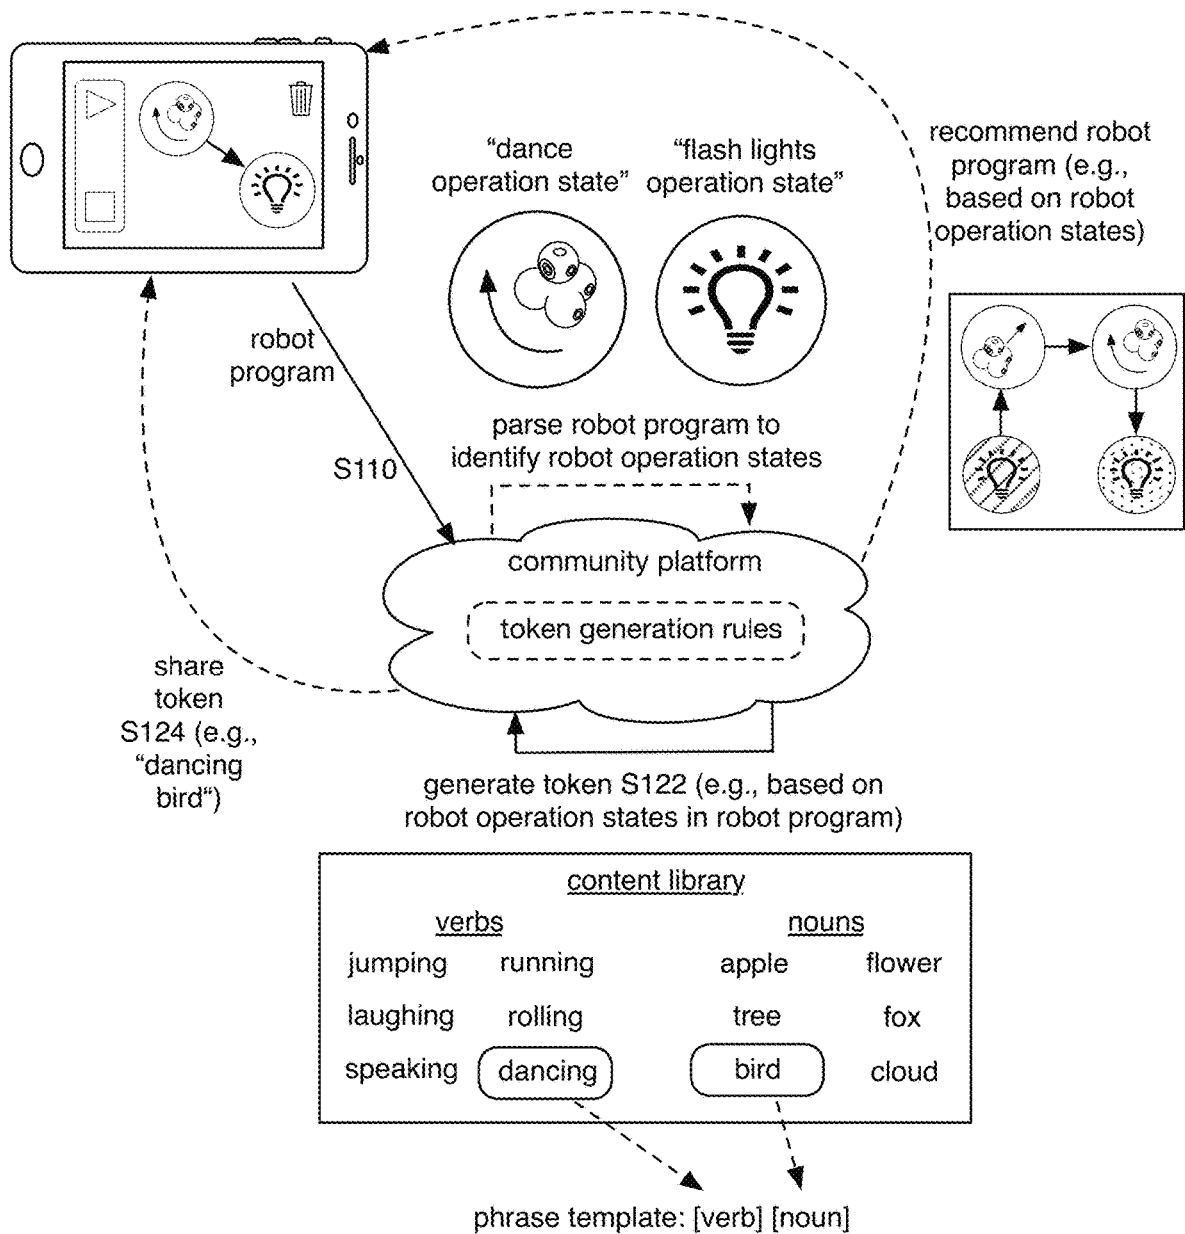 recommend robot
program (e.g.,
based on robot
operation states)
“dance
operation state”
“flash lights
operation state”
robot
program
S110
parse robot program to
identify robot operation states
community platform
token generation rules
share
token
S124 (e.g.,
“dancing
bird“)
generate token S122 (e.g., based on
robot operation states in robot program)
content library
verbs
nouns
jumping running apple flower
laughing rolling tree fox
speaking dancing bird cloud
phrase template: [verb] [noun]